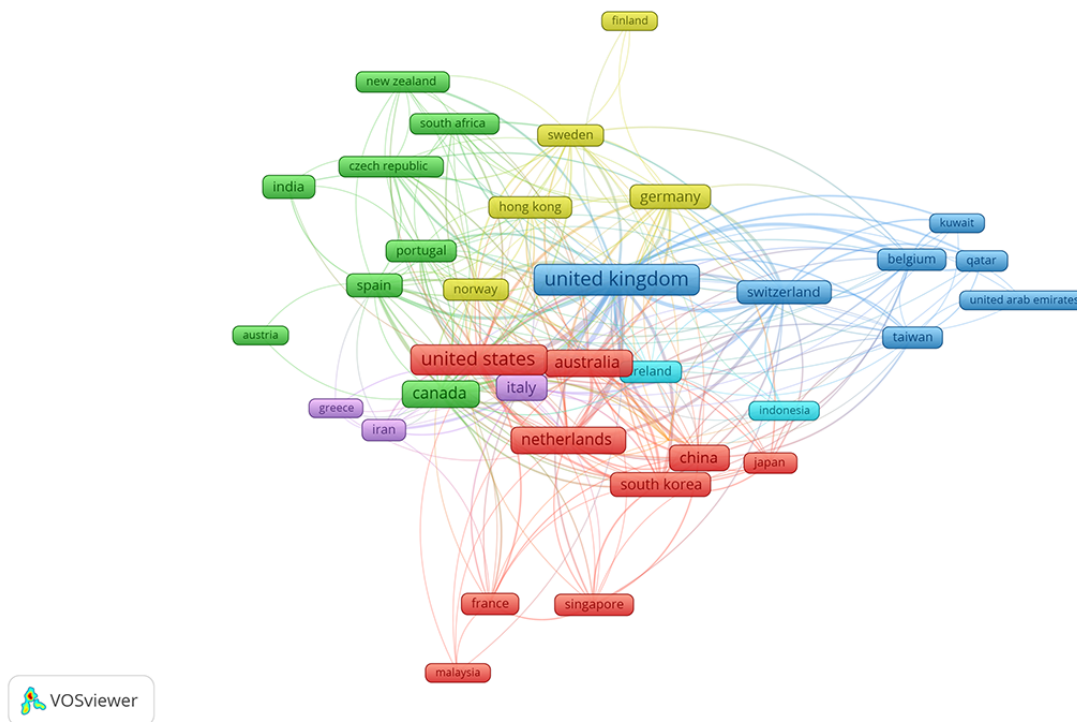 finland
new zealand
south africa
sweden
czech republic
india
germany
hong kong
kuwait
portugal
belgium
qatar
united kingdom
spain
norway
switzerland
united arab emirates
austria
taiwan
united states
australia
reland
italy
canada
greece
indonesia
iran
netherlands
china
japan
south korea
france
singapore
malaysia
VOSviewer